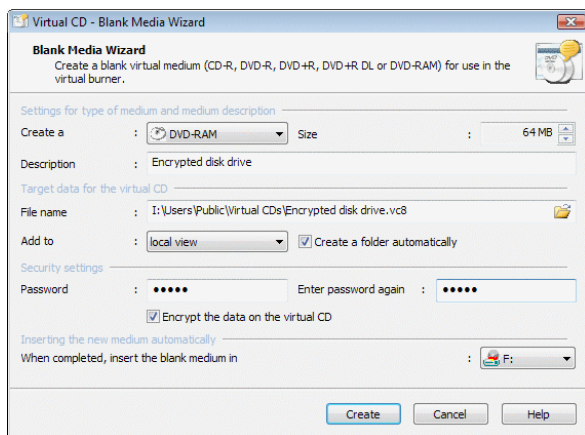 Virtual CD - Blank Media Wizard
Blank Media Wizard
Create a blank virtual medium (CD-R, DVD-R, DVD+R, DVD+R DL or DVD-RAM) for use in the
virtual burner.
Settings for type of medium and medium description
Create a : DVD-RAM Size : 64 MB
Description : Encrypted disk drive
Target data for the virtual CD
File name : I:\Users\Public\Virtual CDs\Encrypted disk drive.vc8
Add to : local view Create a folder automatically
Security settings
Password : ••••• Enter password again : •••••
Encrypt the data on the virtual CD
Inserting the new medium automatically
When completed, insert the blank medium in : F:
Create Cancel Help